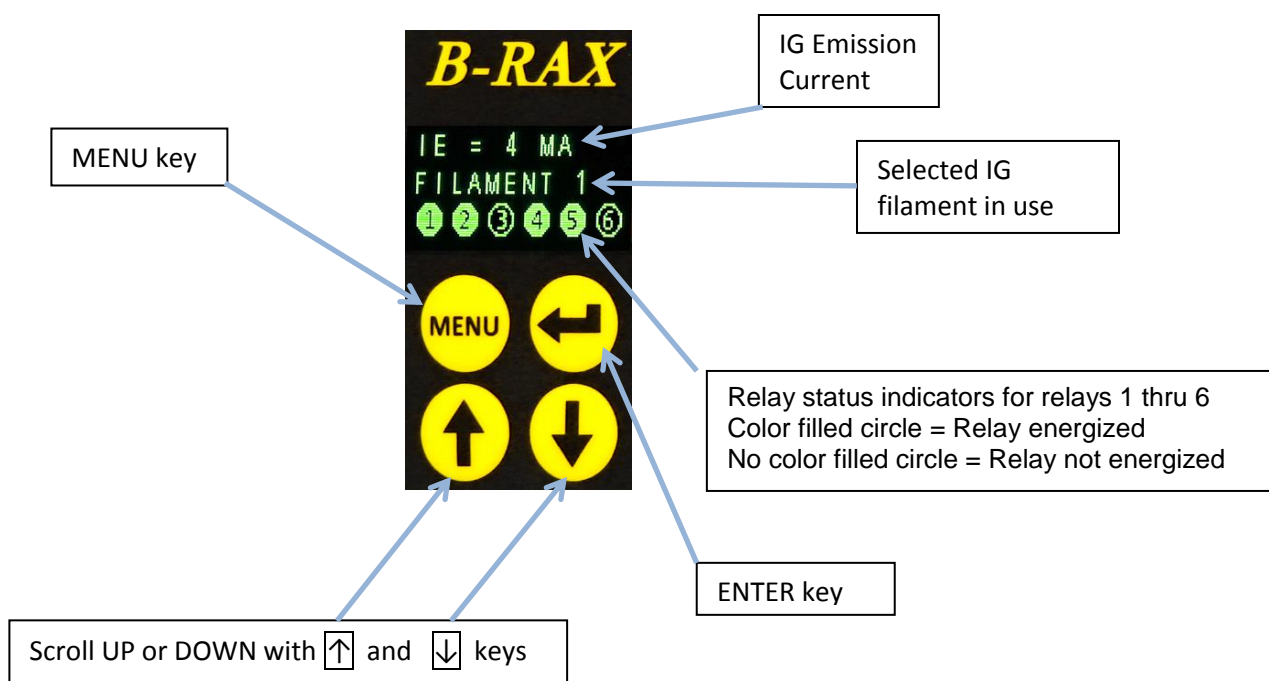 B-RAX
IG Emission
Current
IE = 4 MA
MENU key
FILAMENT 1
Selected IG
filament in use
1 2 3 4 5 6
MENU
Relay status indicators for relays 1 thru 6
Color filled circle = Relay energized
No color filled circle = Relay not energized
ENTER key
Scroll UP or DOWN with ↑ and ↓ keys